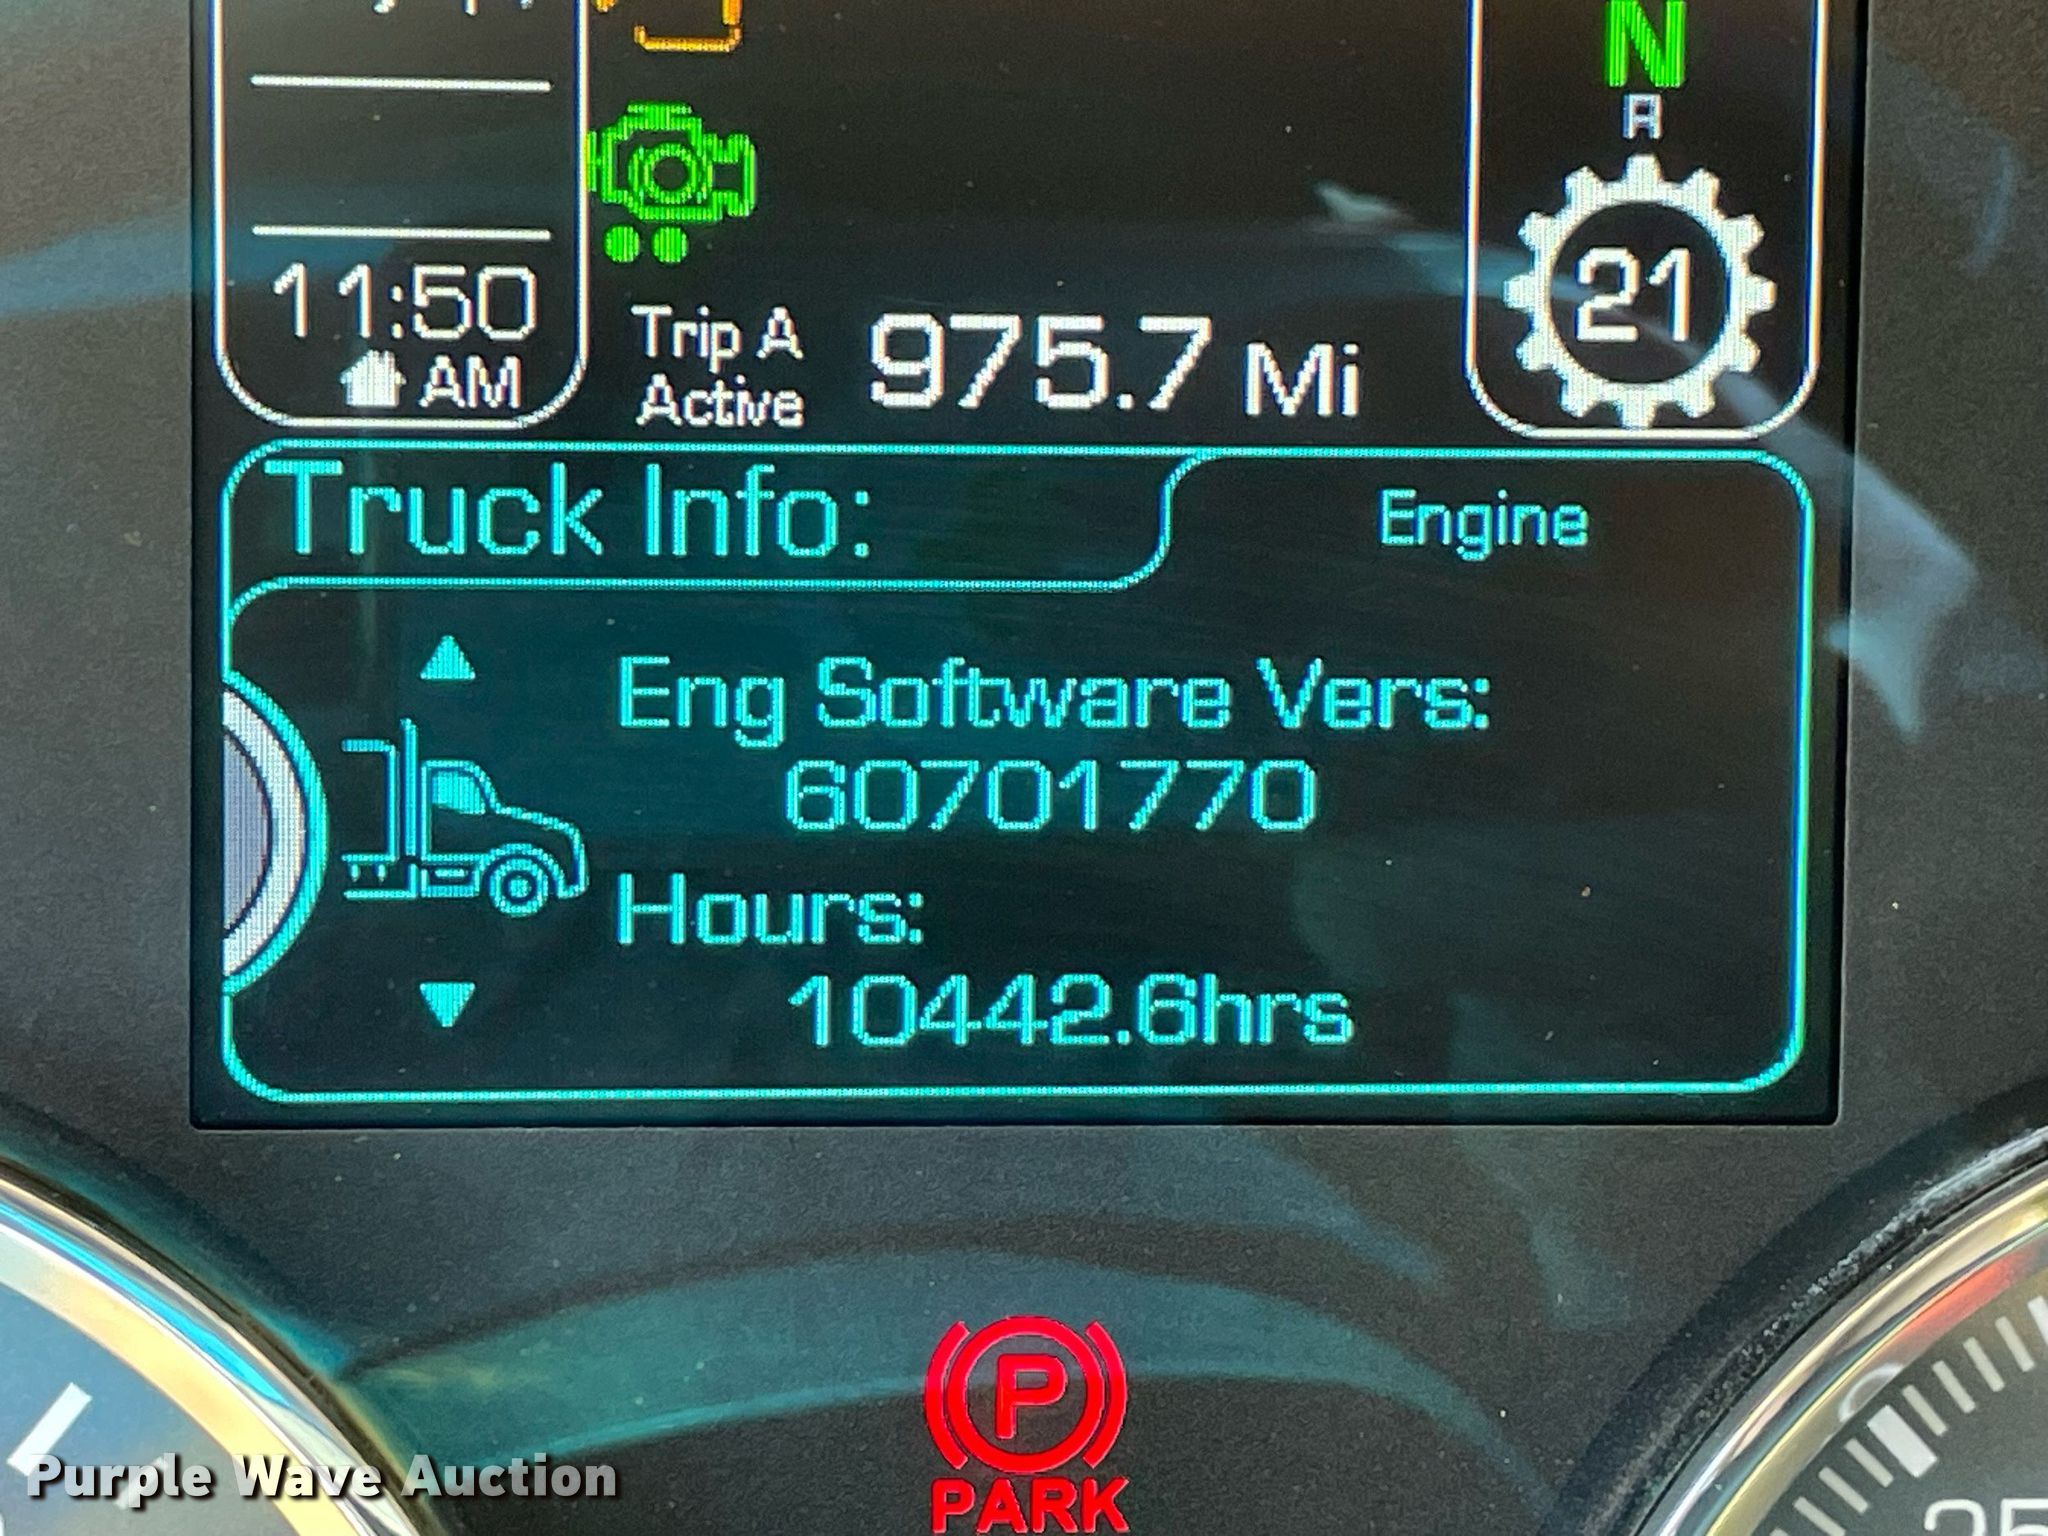 N
A
21
11:50
AM
Trip A
Active
975.7 Mi
Truck Info:
Engine
Eng Software Vers:
60701770
Hours:
10442.6hrs
P
PARK
Purple Wave Auction